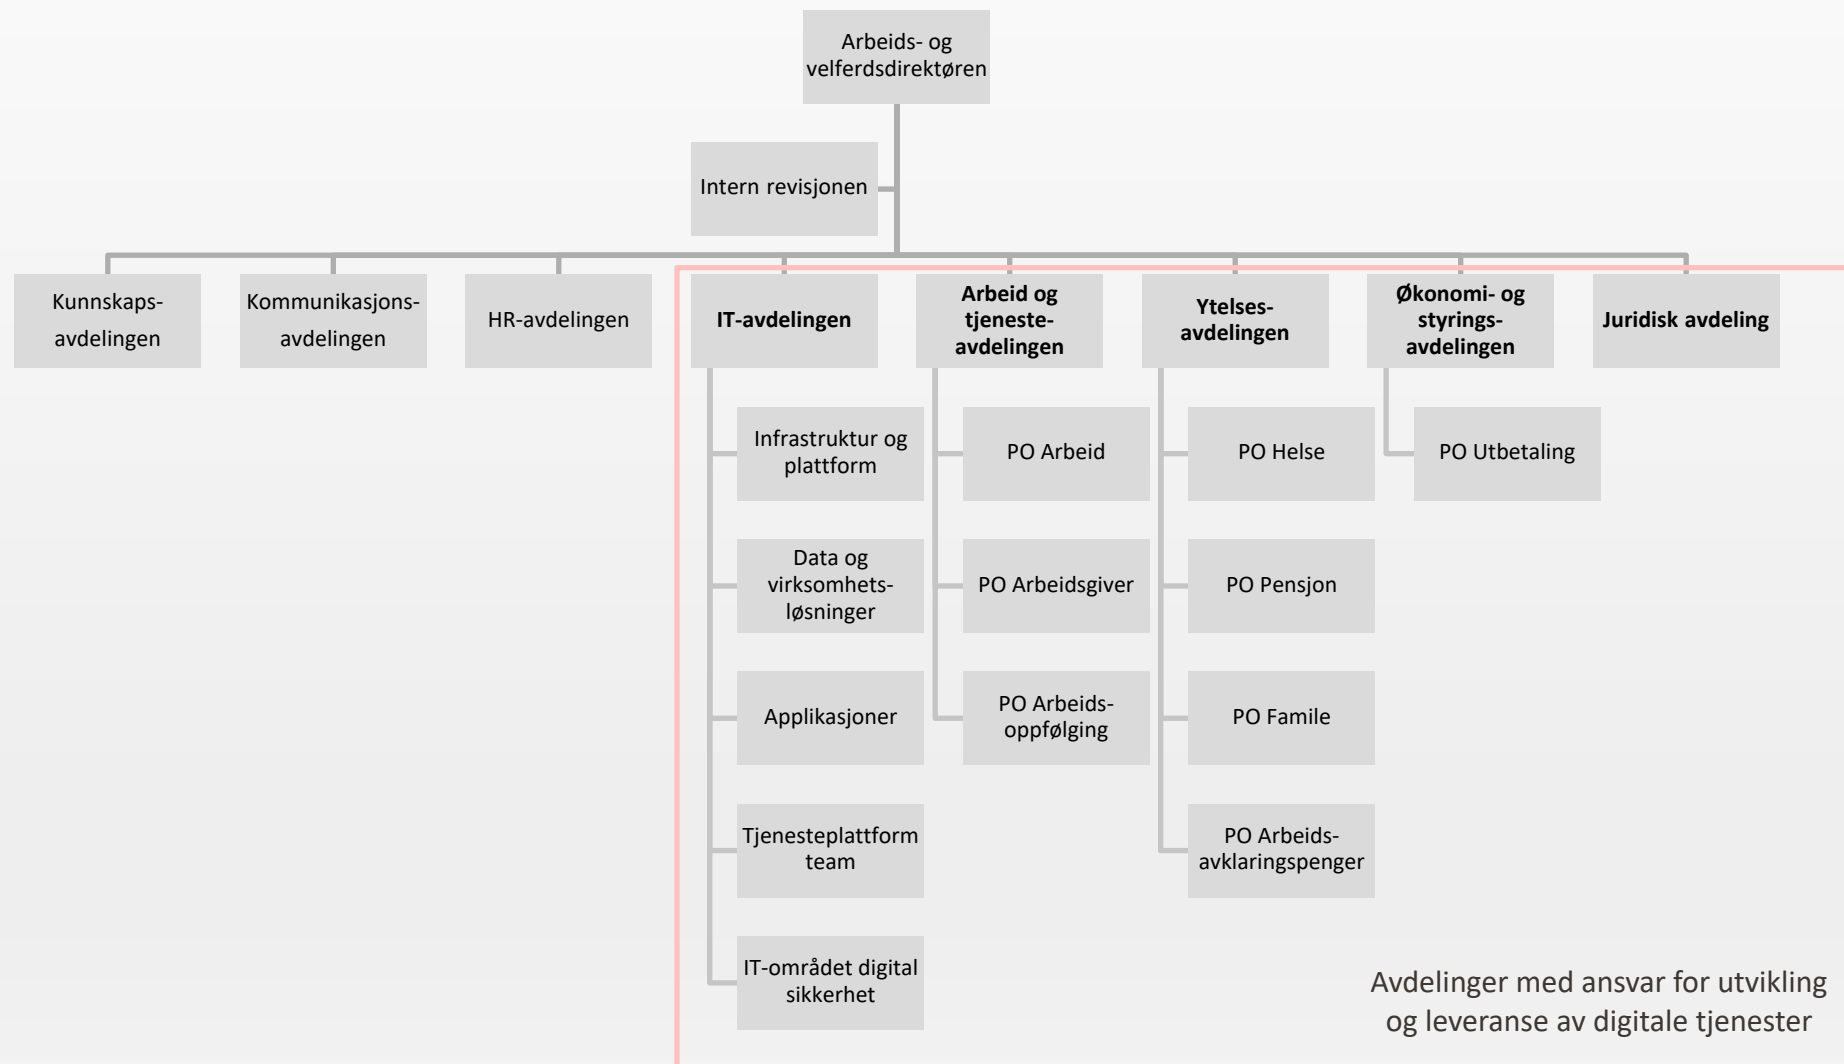 Arbeids- og
velferdsdirektøren
Intern revisjonen
Kunnskaps-
avdelingen
Kommunikasjons-
avdelingen
HR-avdelingen
IT-avdelingen
Arbeid og
tjeneste-
avdelingen
Ytelses-
avdelingen
Økonomi- og
styrings-
avdelingen
Juridisk avdeling
Infrastruktur og
plattform
Data og
virksomhets-
løsninger
Applikasjoner
Tjenesteplattform
team
IT-området digital
sikkerhet
PO Arbeid
PO Arbeidsgiver
PO Arbeids-
oppfølging
PO Helse
PO Pensjon
PO Famile
PO Arbeids-
avklaringspenger
PO Utbetaling
Avdelinger med ansvar for utvikling
og leveranse av digitale tjenester